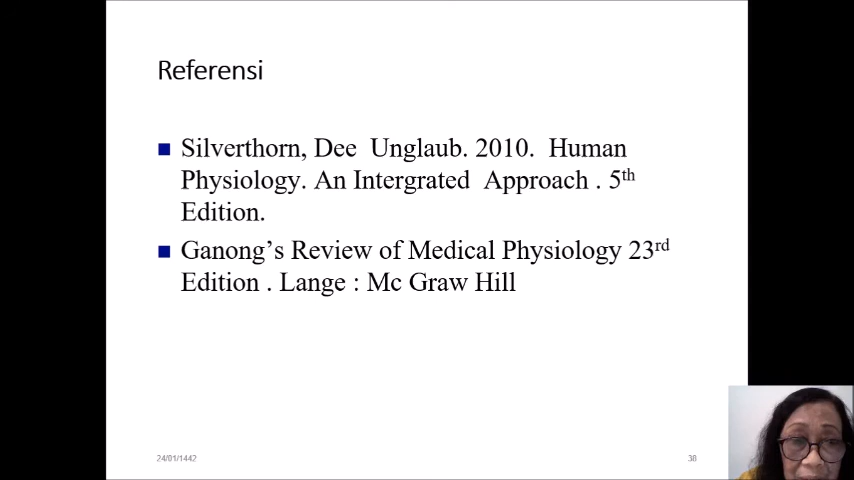 Referensi
Silverthorn, Dee Unglaub. 2010. Human
Physiology. An Intergrated Approach . 5th
Edition.
Ganong’s Review of Medical Physiology 23rd
Edition . Lange : Mc Graw Hill
24/01/1442
38